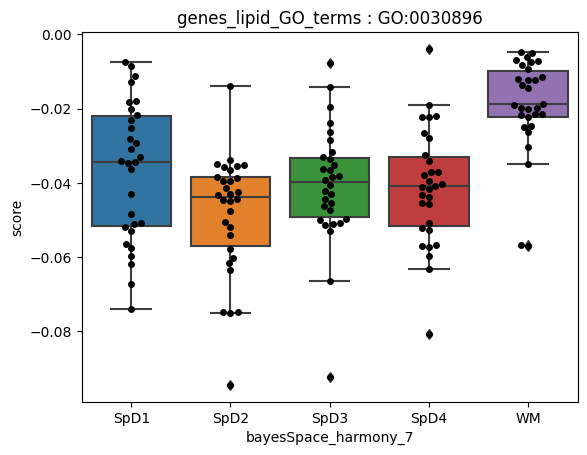 genes_lipid_GO_terms : GO:0030896
0.00
−0.02
−0.04
−0.06
−0.08
score
SpD1 SpD2 SpD3 SpD4 WM
bayesSpace_harmony_7